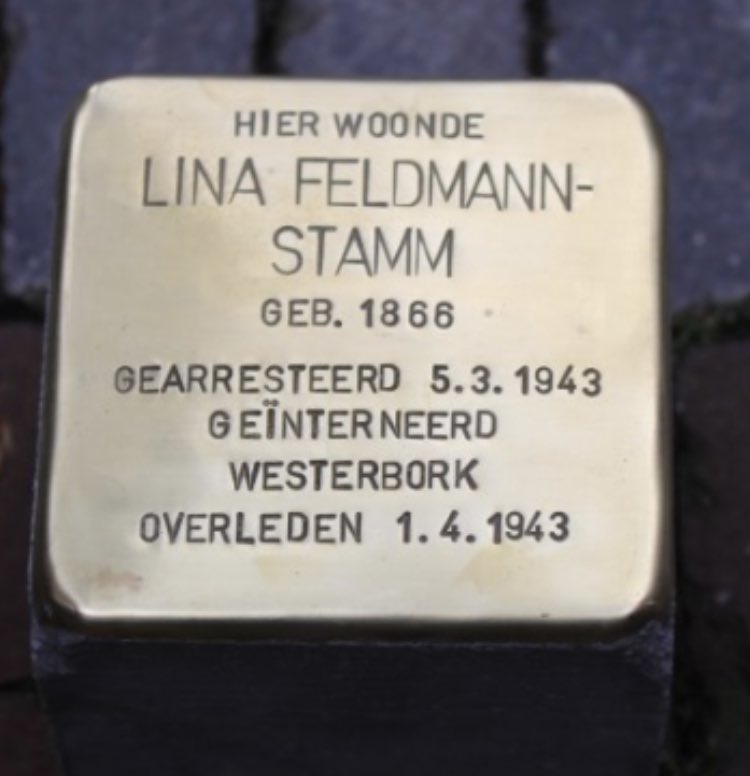 HIER WOONDE
LINA FELDMANN-
STAMM
GEB. 1866
GEARRESTEERD 5.3.1943
GEÏNTERNEERD
WESTERBORK
OVERLEDEN 1.4.1943